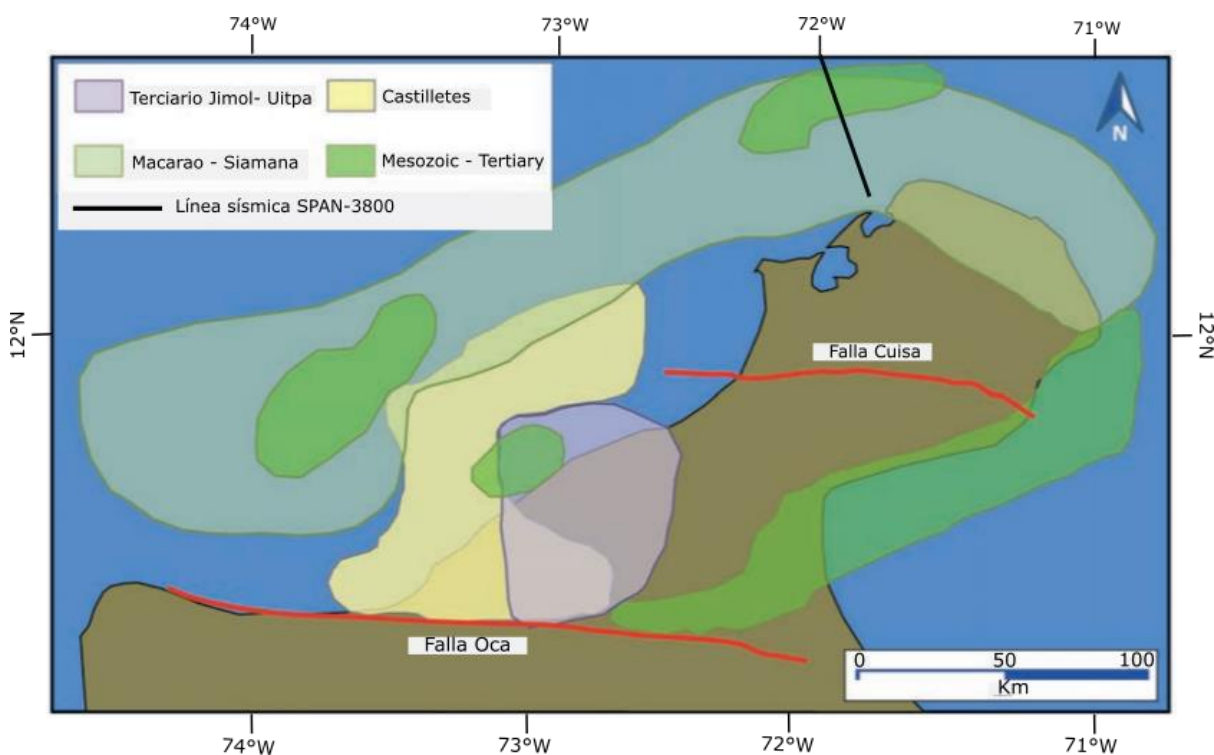 74°W 73°W 72°W 71°W
Terciario Jimol- Uitpa Castilletes
Macarao - Siamana Mesozoic - Tertiary
Línea sísmica SPAN-3800
N
12°N 12°N
Falla Cuisa
Falla Oca
0 50 100
Km
74°W 73°W 72°W 71°W